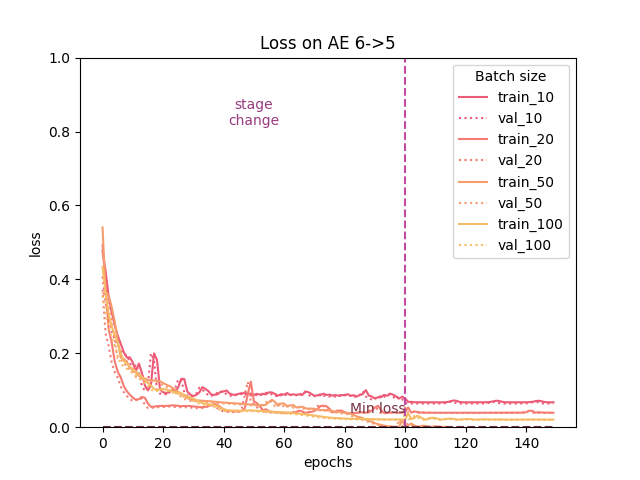 Loss on AE 6->5
1.0
0.8
0.6
0.4
0.2
0.0
loss
stage
change
Min loss
Batch size
train_10
val_10
train_20
val_20
train_50
val_50
train_100
val_100
0 20 40 60 80 100 120 140
epochs